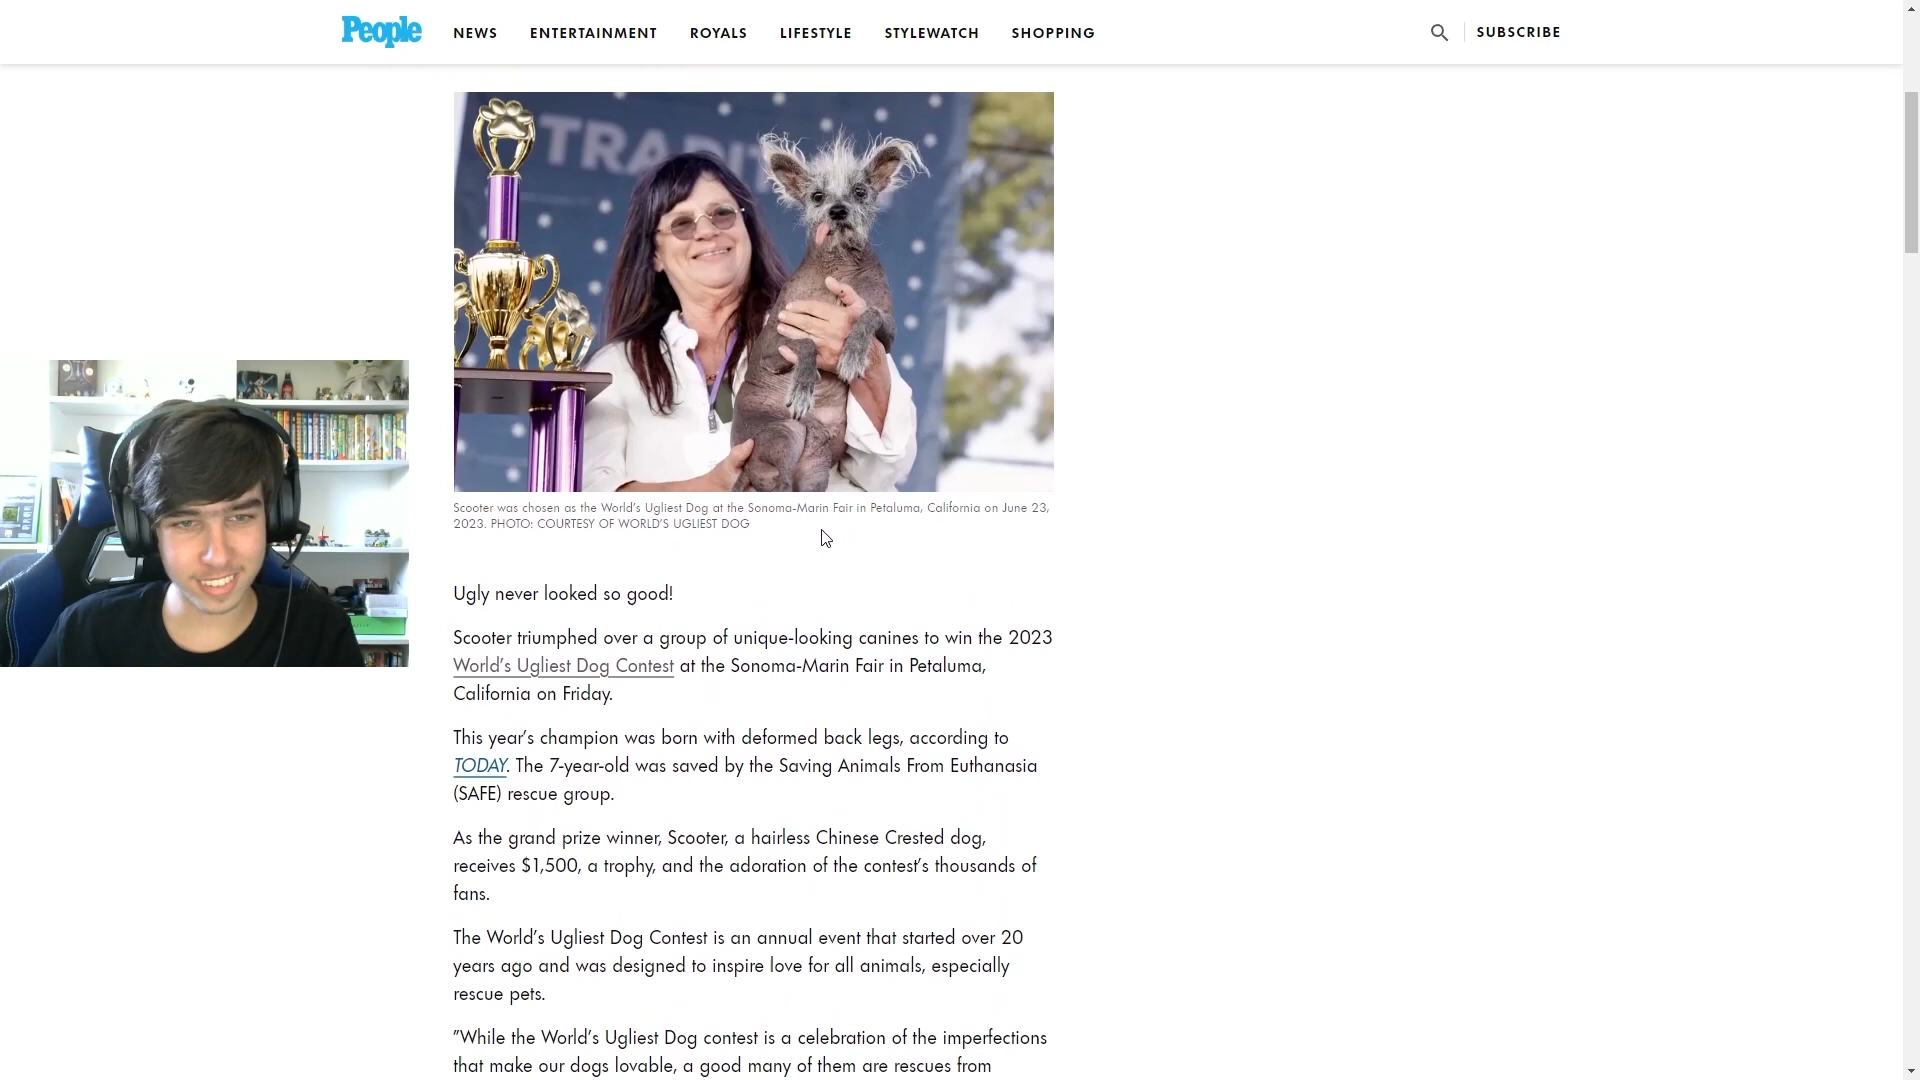 People
NEWS
ENTERTAINMENT
ROYALS
LIFESTYLE
STYLEWATCH
SHOPPING
SUBSCRIBE
Scooter was chosen as the World's Ugliest Dog at the Sonoma-Marin Fair in Petaluma, California on June 23,
2023. PHOTO: COURTESY OF WORLD'S UGLIEST DOG
Ugly never looked so good!
Scooter triumphed over a group of unique-looking canines to win the 2023
World's Ugliest Dog Contest at the Sonoma-Marin Fair in Petaluma,
California on Friday.
This year's champion was born with deformed back legs, according to
TODAY. The 7-year-old was saved by the Saving Animals From Euthanasia
(SAFE) rescue group.
As the grand prize winner, Scooter, a hairless Chinese Crested dog,
receives $1,500, a trophy, and the adoration of the contest's thousands of
fans.
The World's Ugliest Dog Contest is an annual event that started over 20
years ago and was designed to inspire love for all animals, especially
rescue pets.
"While the World's Ugliest Dog contest is a celebration of the imperfections
that make our dogs lovable, a good many of them are rescues from